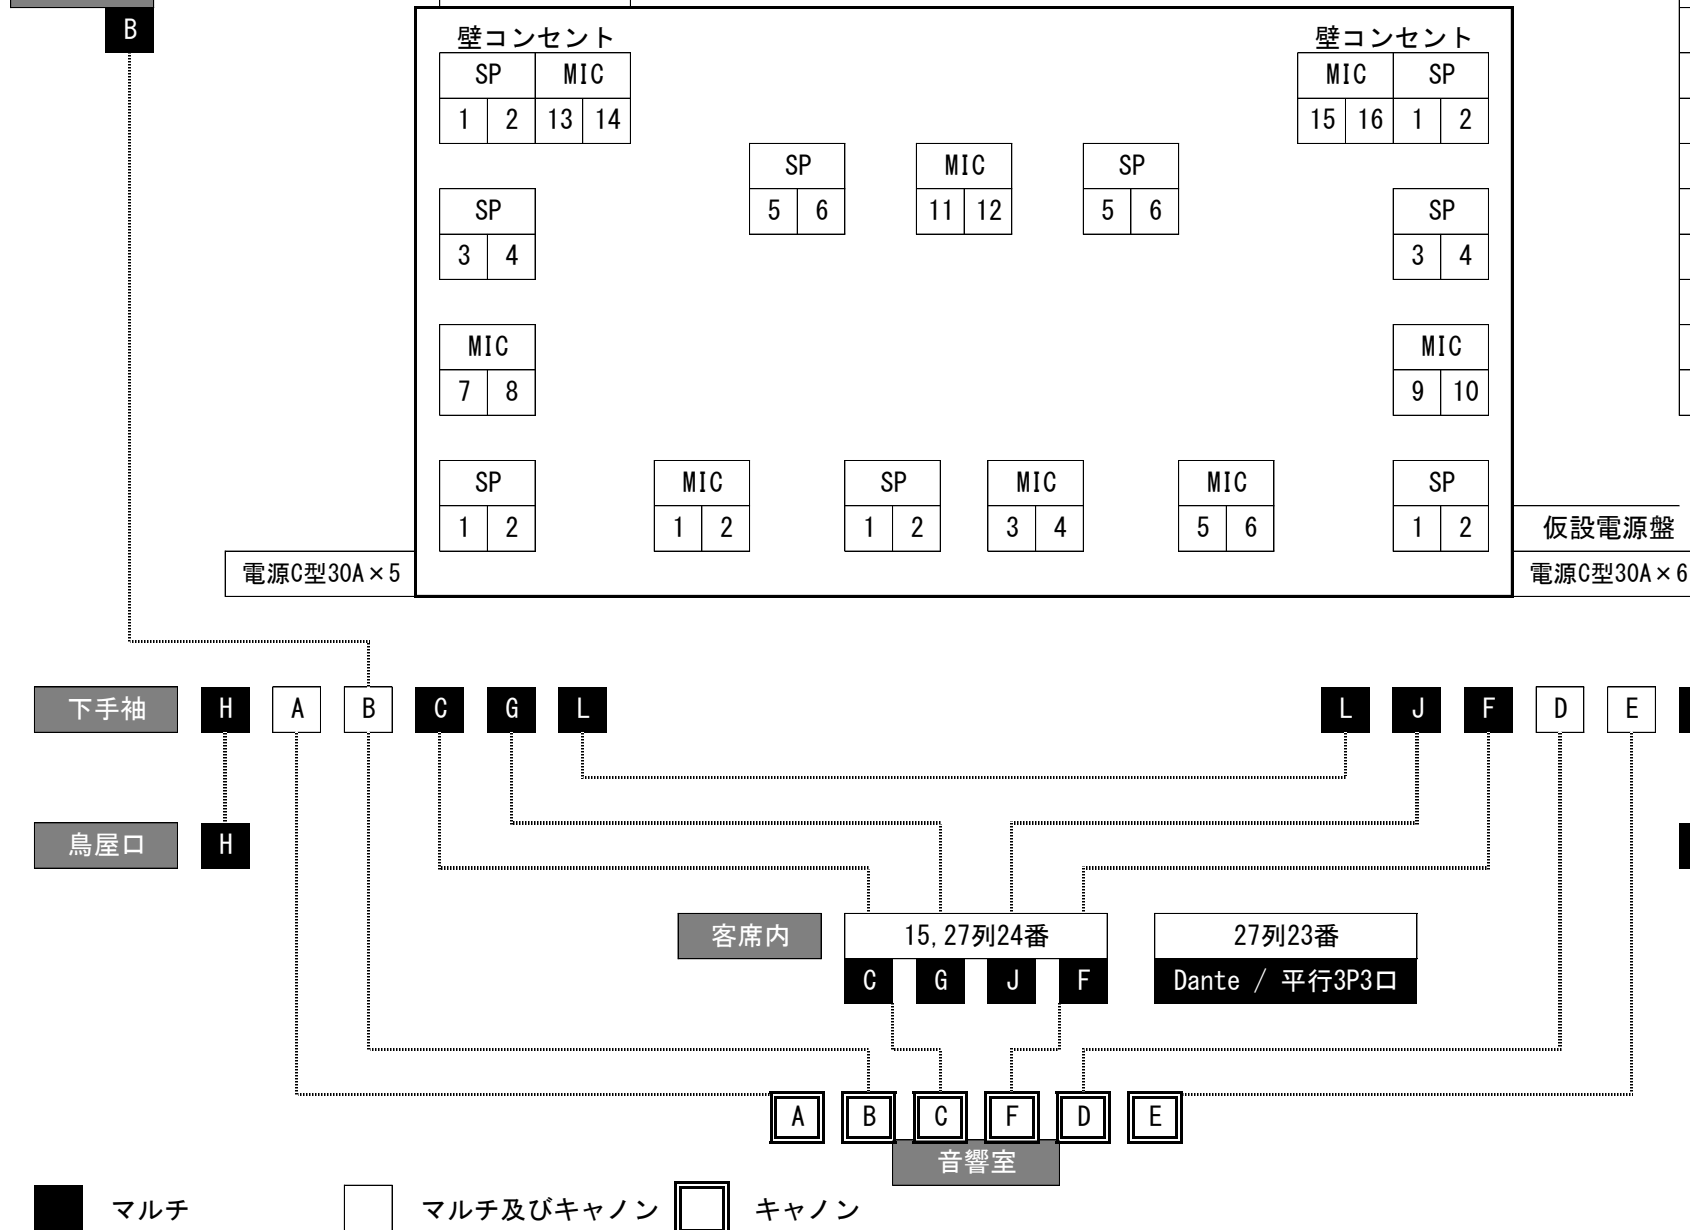 B
壁コンセント 壁コンセント
SP MIC MIC SP
1 2 13 14 15 16 1 2
SP MIC SP
5 6 11 12 5 6
SP SP
3 4 3 4
MIC MIC
7 8 9 10
SP MIC SP MIC MIC SP
1 2 1 2 1 2 3 4 5 6 1 2
仮設電源盤
電源C型30A×5 電源C型30A×6
下手袖 H A B C G L L J F D E
鳥屋口 H
客席内 15,27列24番 27列23番
C G J F Dante / 平行3P3口
A B C F D E
音響室
マルチ マルチ及びキャノン キャノン